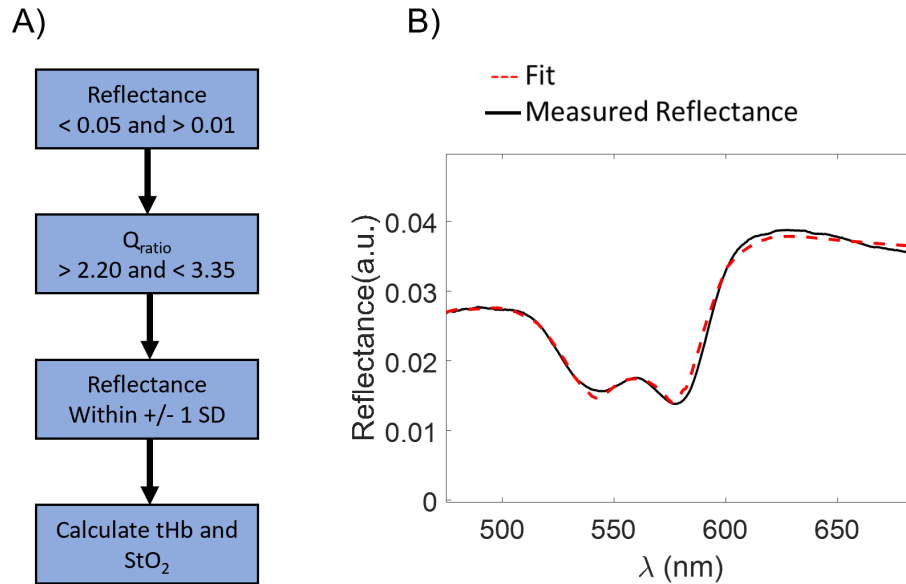 A)
Reflectance
< 0.05 and > 0.01
Qratio
> 2.20 and < 3.35
Reflectance
Within +/- 1 SD
Calculate tHb and
StO2
B)
Fit
Measured Reflectance
Reflectance(a.u.)
0.04
0.03
0.02
0.01
0
500
550
600
650
λ (nm)